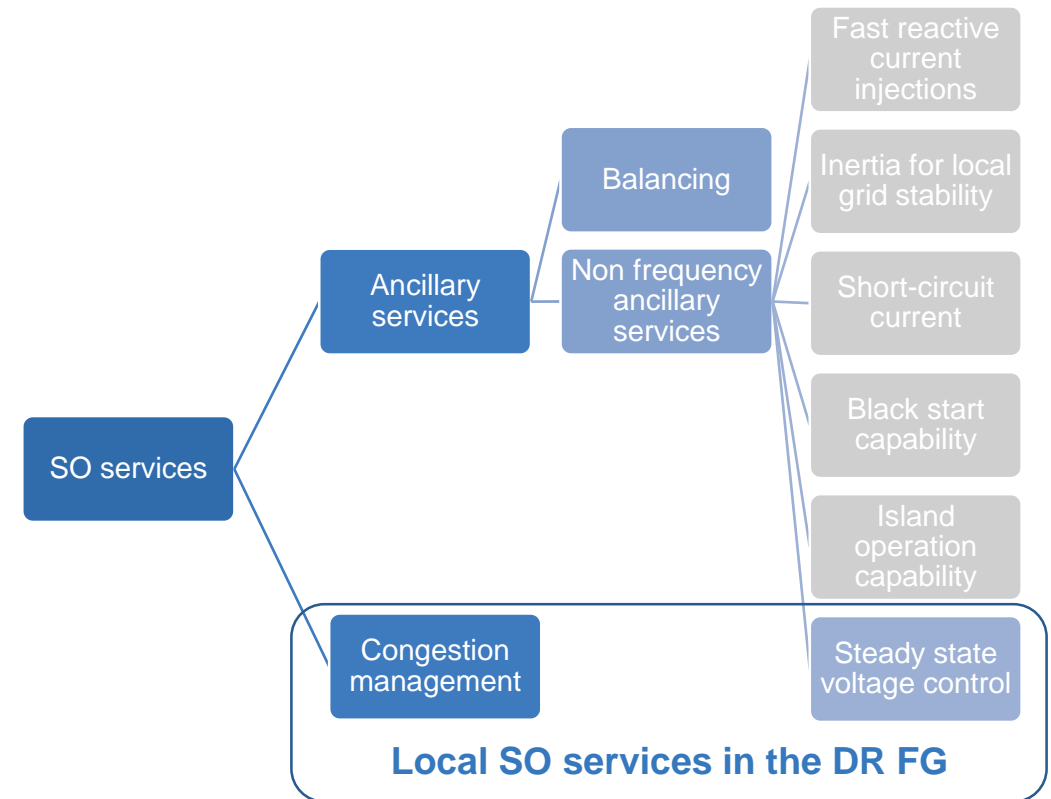 Fast reactive
current
injections
Balancing
Inertia for local
grid stability
Ancillary
services
Non frequency
ancillary
services
Short-circuit
current
Black start
capability
SO services
Island
operation
capability
Congestion
management
Steady state
voltage control
Local SO services in the DR FG